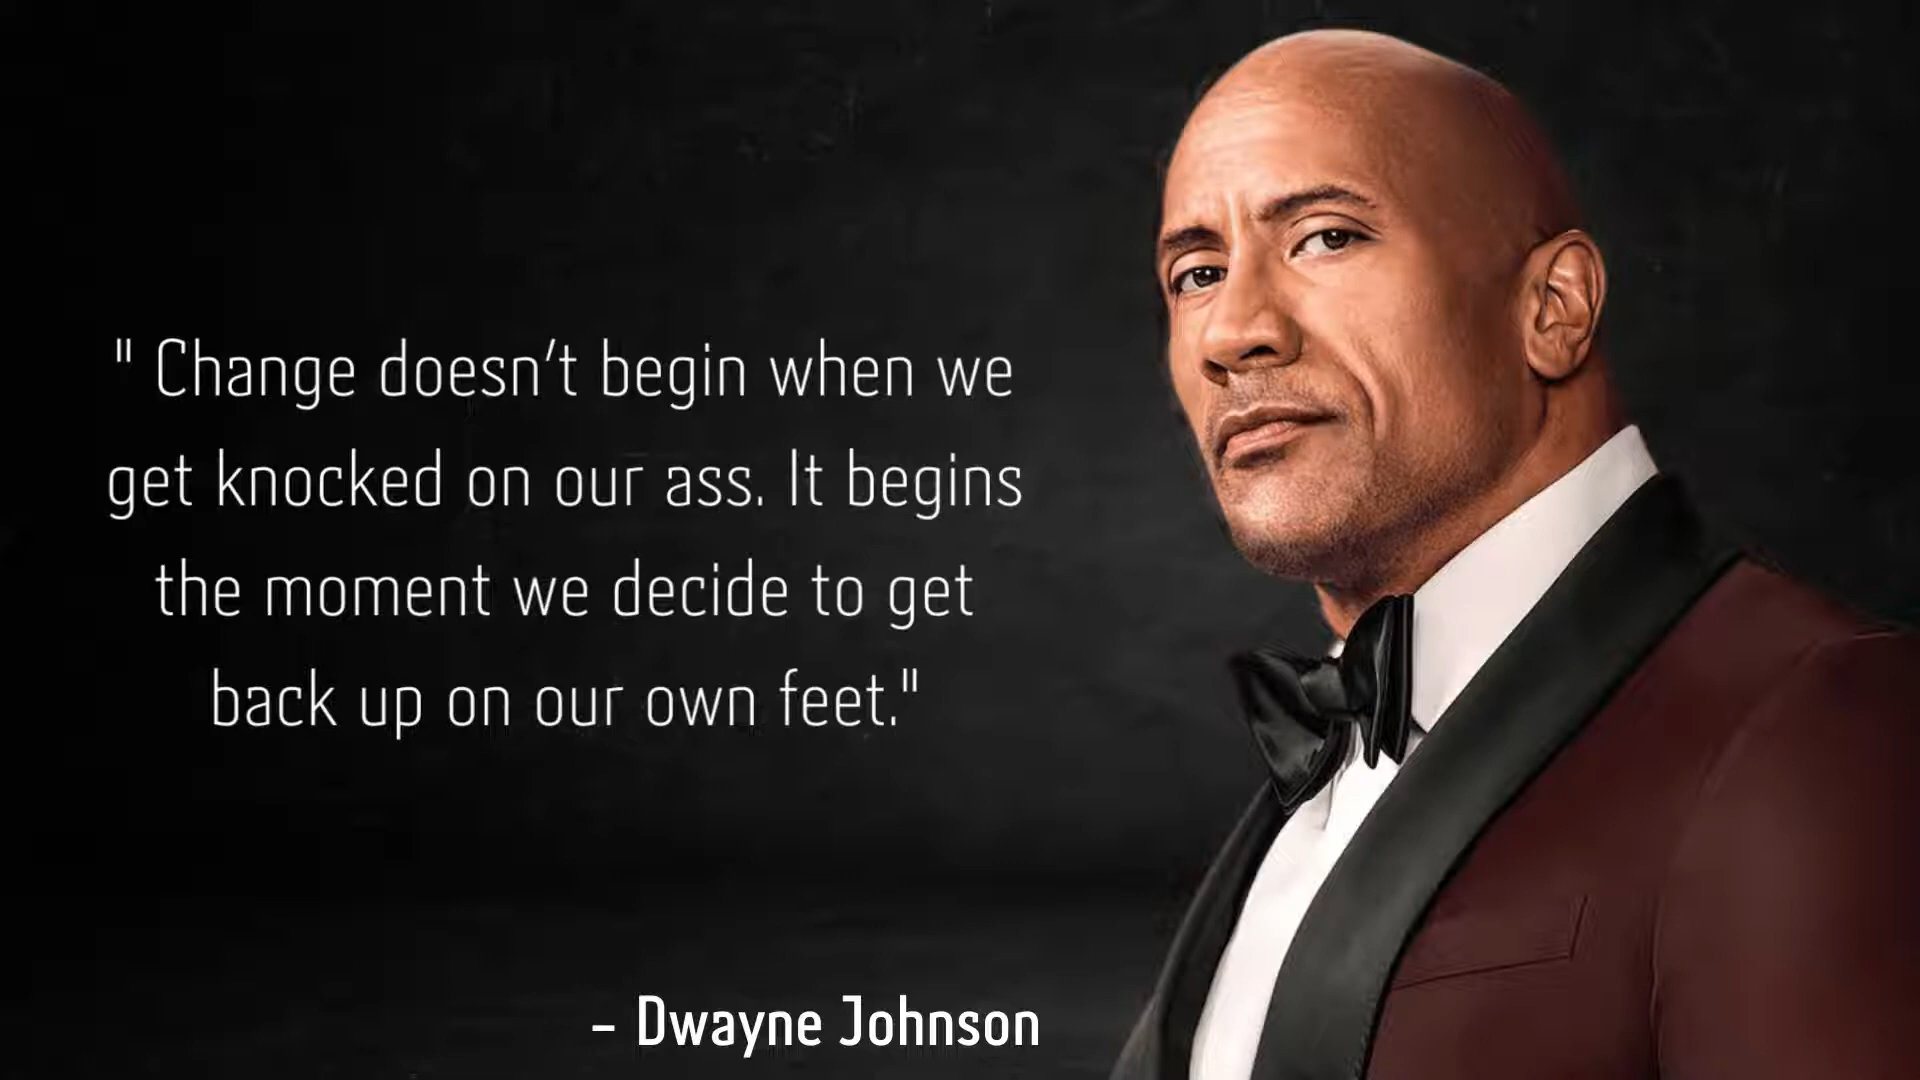 " Change doesn't begin when we
get knocked on our ass. It begins
the moment we decide to get
back up on our own feet."
– Dwayne Johnson